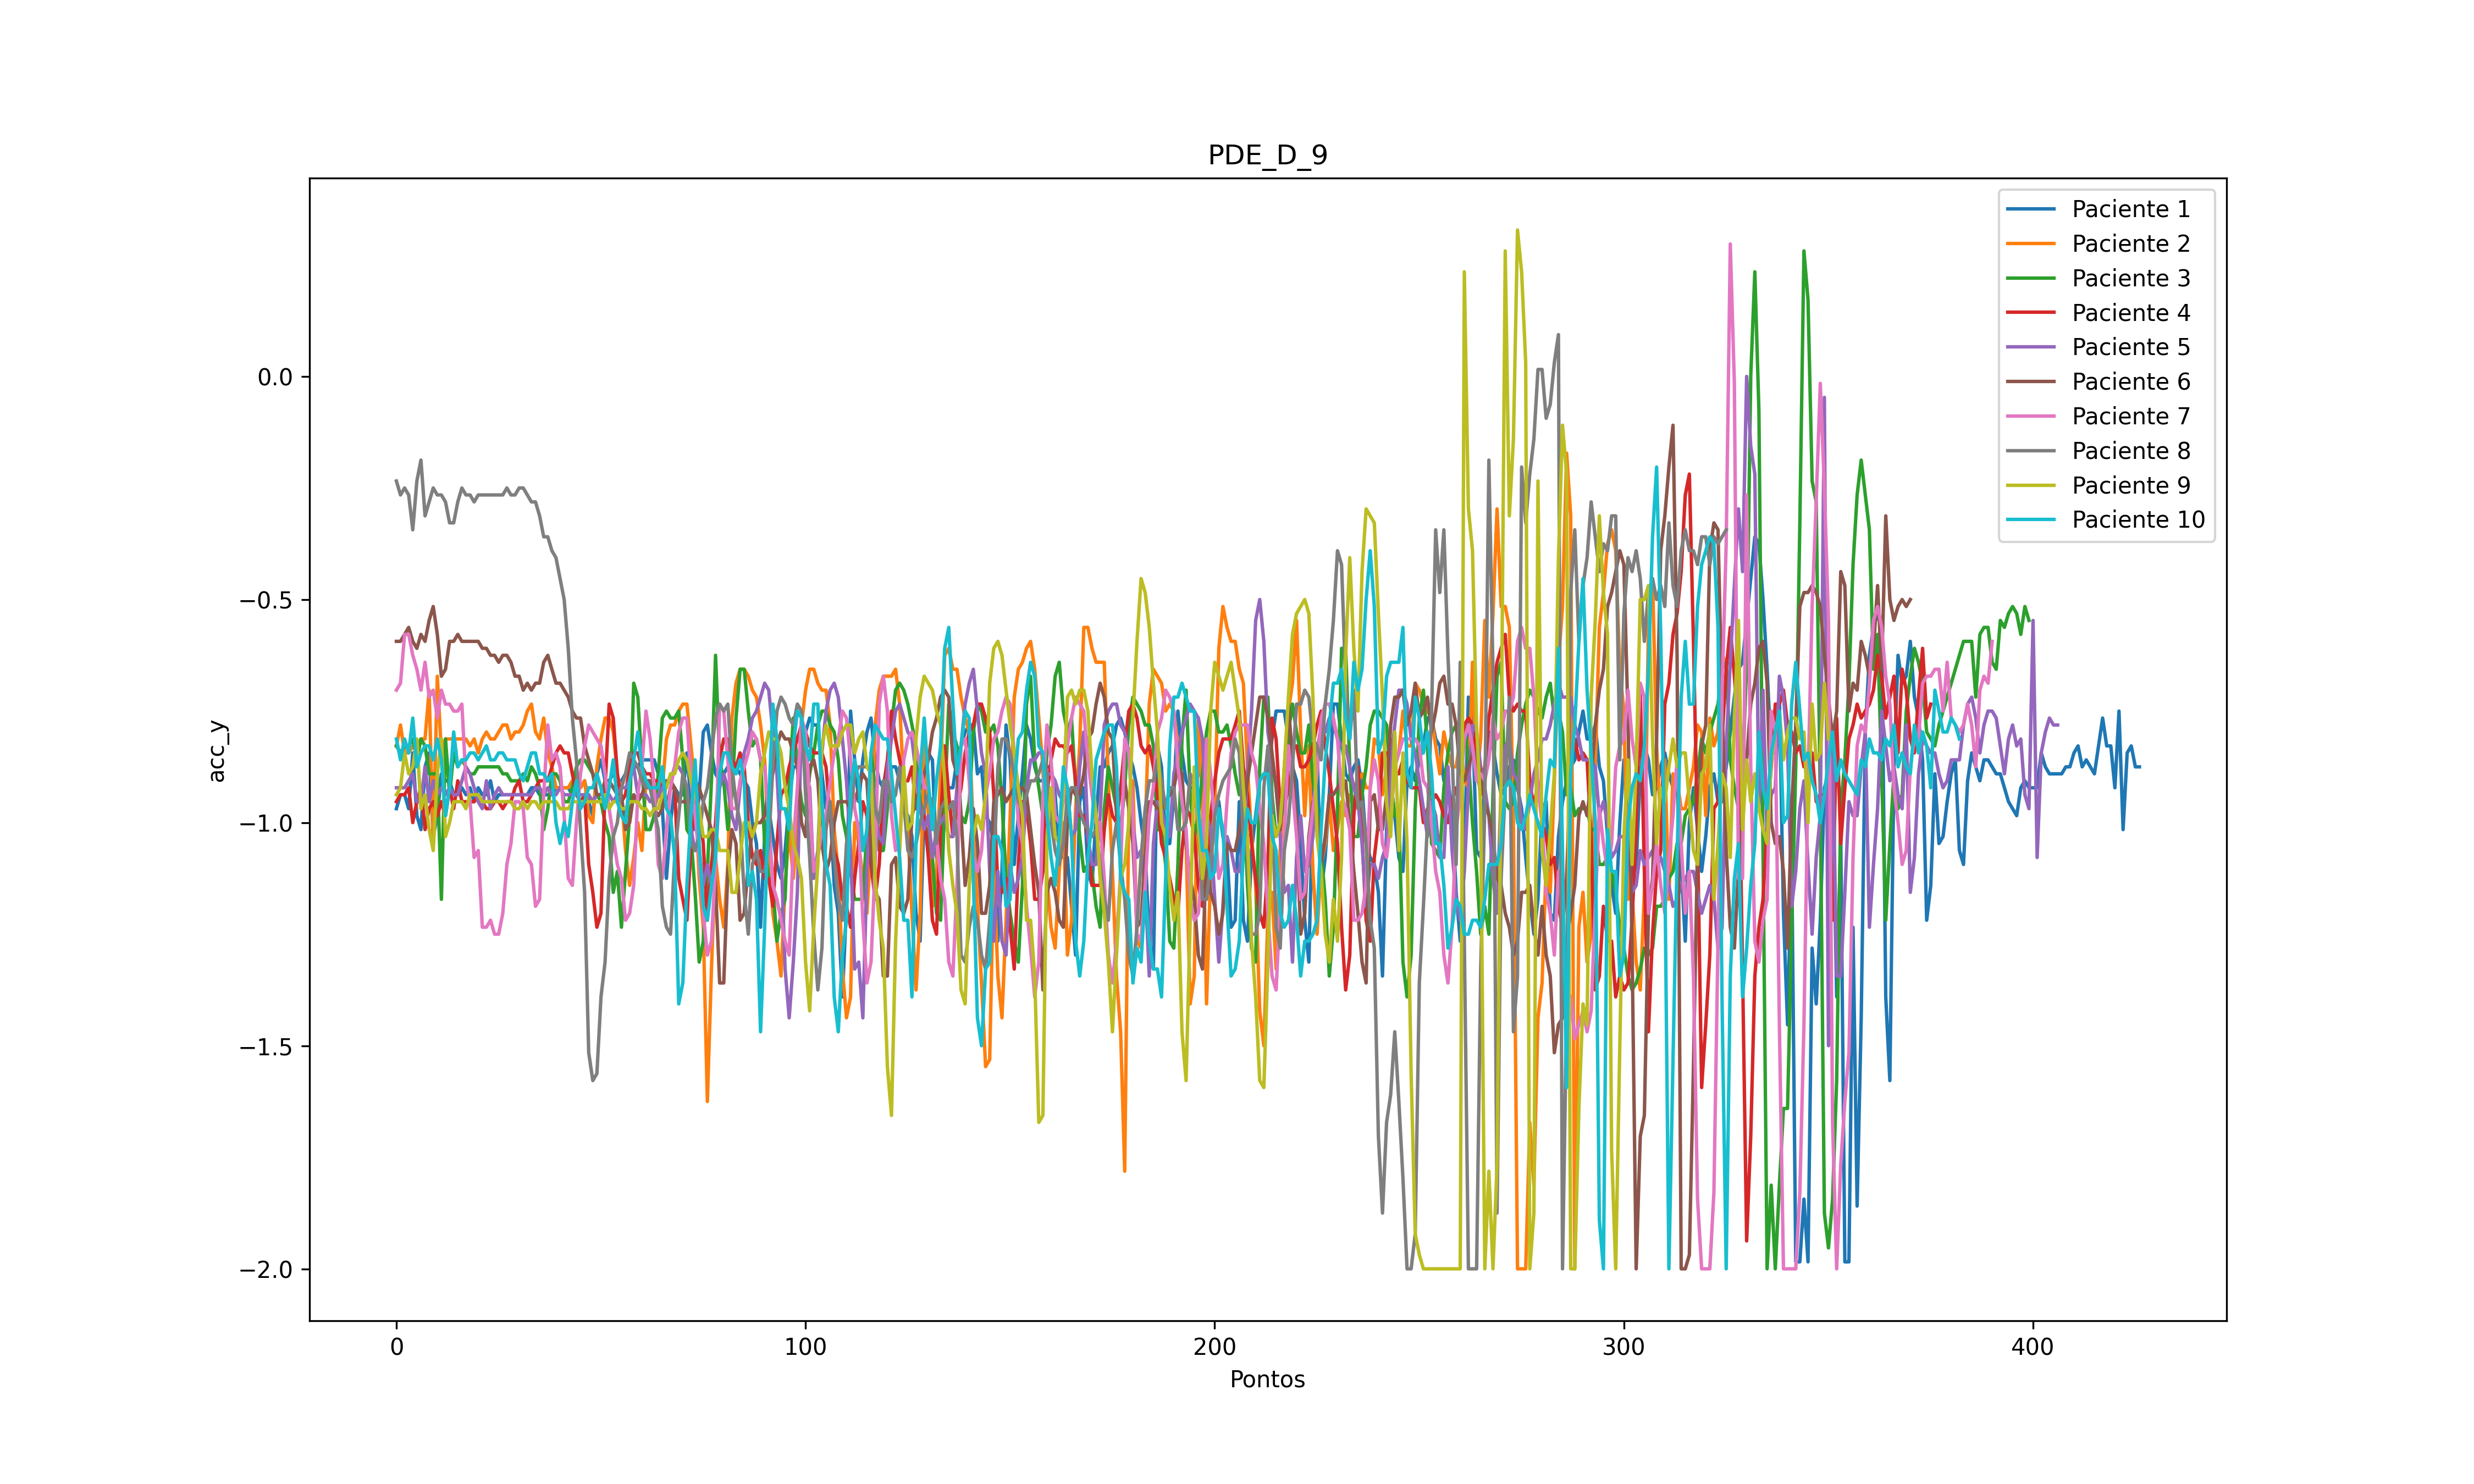 PDE_D_9
Paciente 1
Paciente 2
Paciente 3
Paciente 4
Paciente 5
Paciente 6
Paciente 7
Paciente 8
Paciente 9
Paciente 10
acc_y
0.0
−0.5
−1.0
−1.5
−2.0
0 100 200 300 400
Pontos